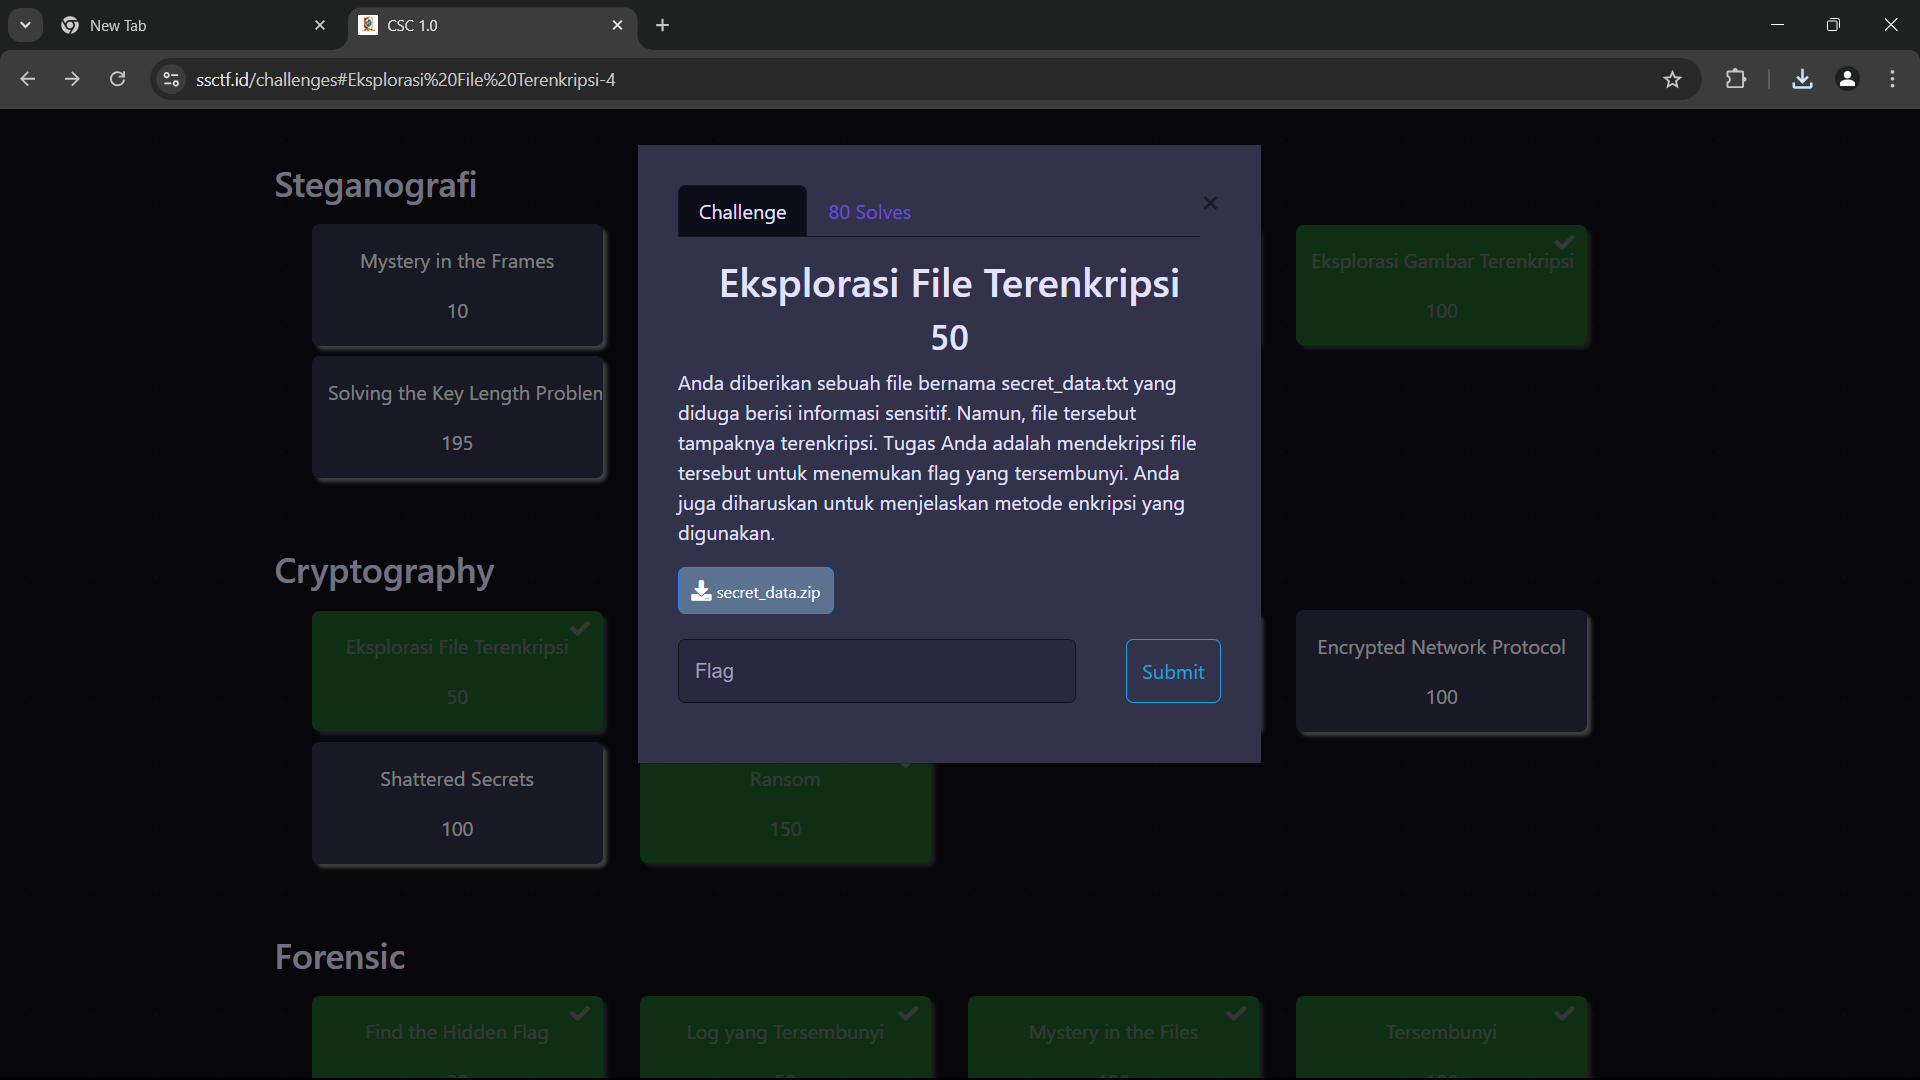 New Tab
CSC 1.0
ssctf.id/challenges#Eksplorasi%20File%20Terenkripsi-4
Steganografi
Mystery in the Frames
10
Eksplorasi Gambar Terenkripsi
100
Solving the Key Length Problem
195
Challenge
80 Solves
Eksplorasi File Terenkripsi
50
Anda diberikan sebuah file bernama secret_data.txt yang
diduga berisi informasi sensitif. Namun, file tersebut
tampaknya terenkripsi. Tugas Anda adalah mendekripsi file
tersebut untuk menemukan flag yang tersembunyi. Anda
juga diharuskan untuk menjelaskan metode enkripsi yang
digunakan.
secret_data.zip
Flag
Submit
Cryptography
Eksplorasi File Terenkripsi
50
Encrypted Network Protocol
100
Shattered Secrets
100
Ransom
150
Forensic
Find the Hidden Flag
Log yang Tersembunyi
Mystery in the Files
Tersembunyi